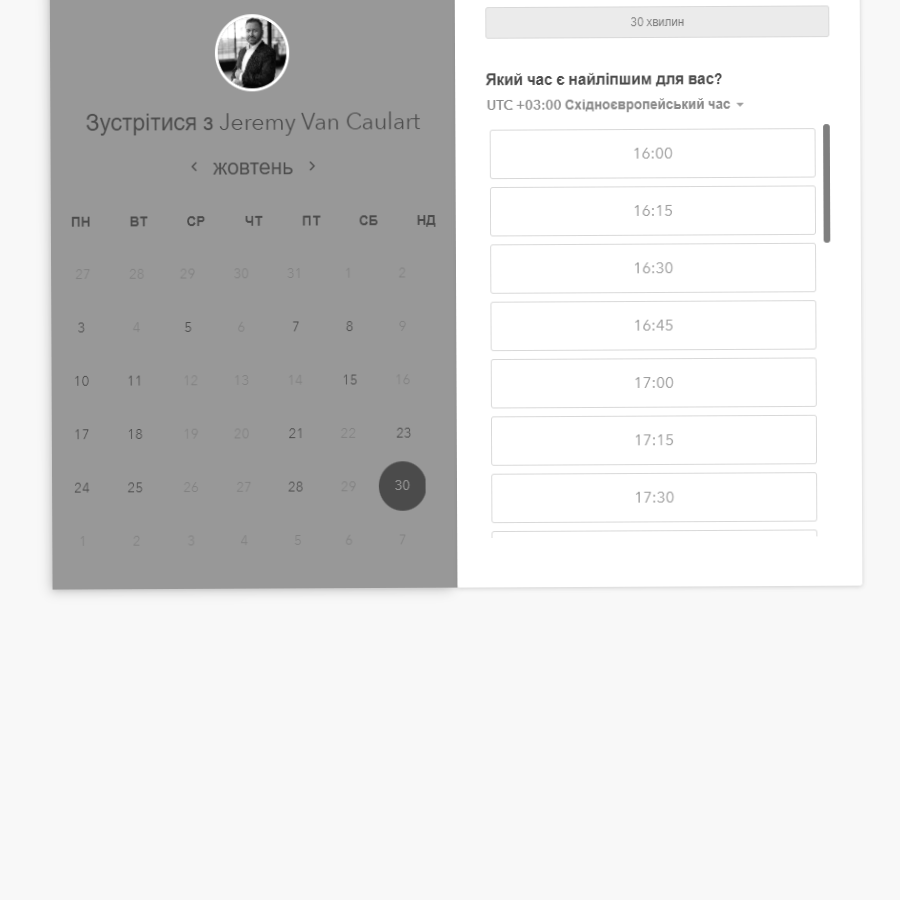 Зустрітися з Jeremy Van Caulart
жовтень
ПН ВТ СР ЧТ ПТ СБ НД
27 28 29 30 31 1 2
3 4 5 6 7 8 9
10 11 12 13 14 15 16
17 18 19 20 21 22 23
24 25 26 27 28 29 30
1 2 3 4 5 6 7
30 хвилин
Який час є найліпшим для вас?
UTC +03:00 Східноєвропейський час
16:00
16:15
16:30
16:45
17:00
17:15
17:30